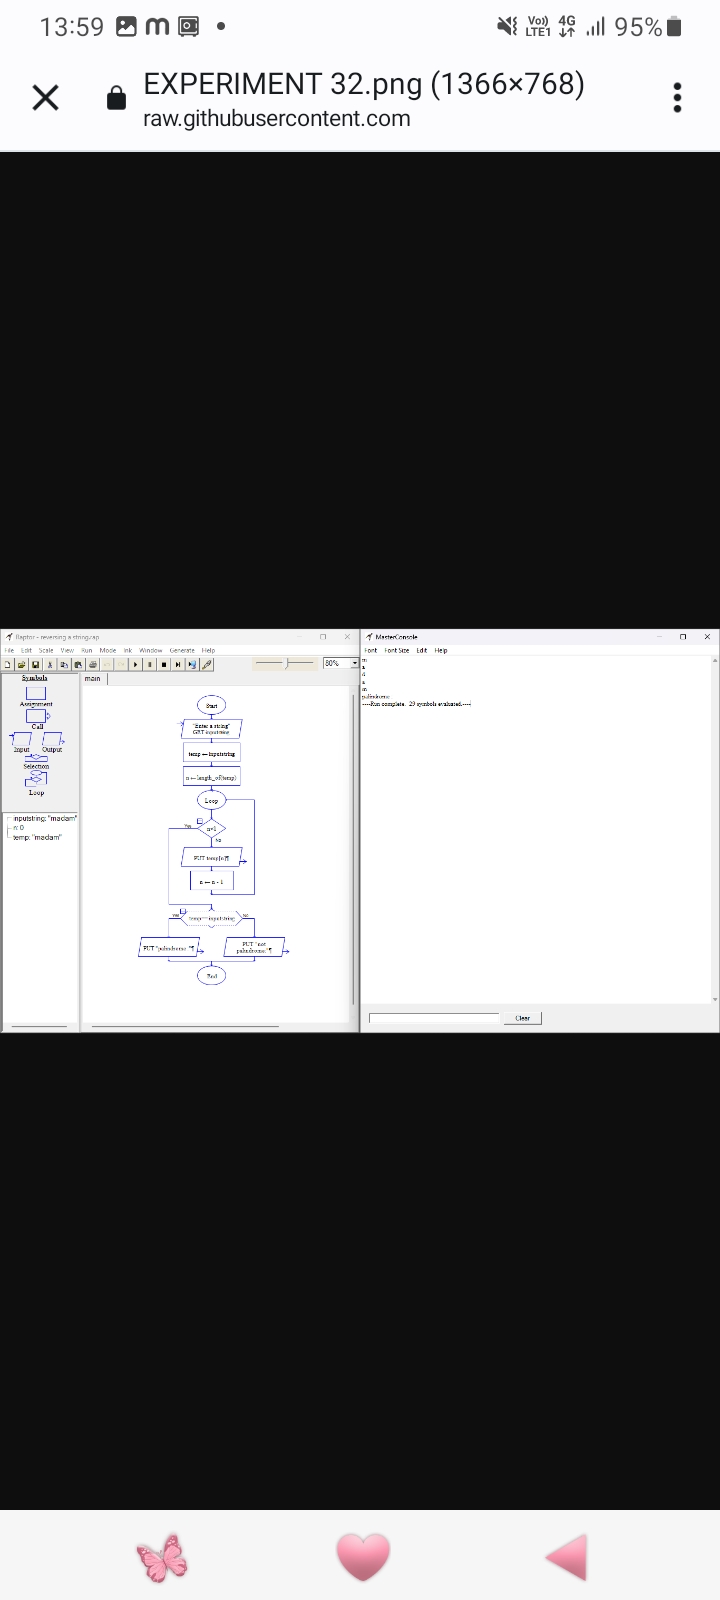 13:59
Vo))
LTE1
4G
95%
EXPERIMENT 32.png (1366×768)
raw.githubusercontent.com
Raptor - reversing a string.rap
File Edit Scale View Run Mode Ink Window Generate Help
80%
Symbols
Assignment
Call
Input Output
Selection
Loop
inputstring: "madam"
n: 0
temp: "madam"
main
Start
"Enter a string"
GET inputstring
temp ← inputstring
n ← length_of(temp)
Loop
Yes
n<1
No
PUT temp[n]¶
n ← n - 1
Yes
temp==inputstring
No
PUT "palindrome "¶
PUT "not
palindrome"¶
End
MasterConsole
Font Font Size Edit Help
m
a
d
a
m
palindrome
----Run complete. 29 symbols evaluated.----
Clear